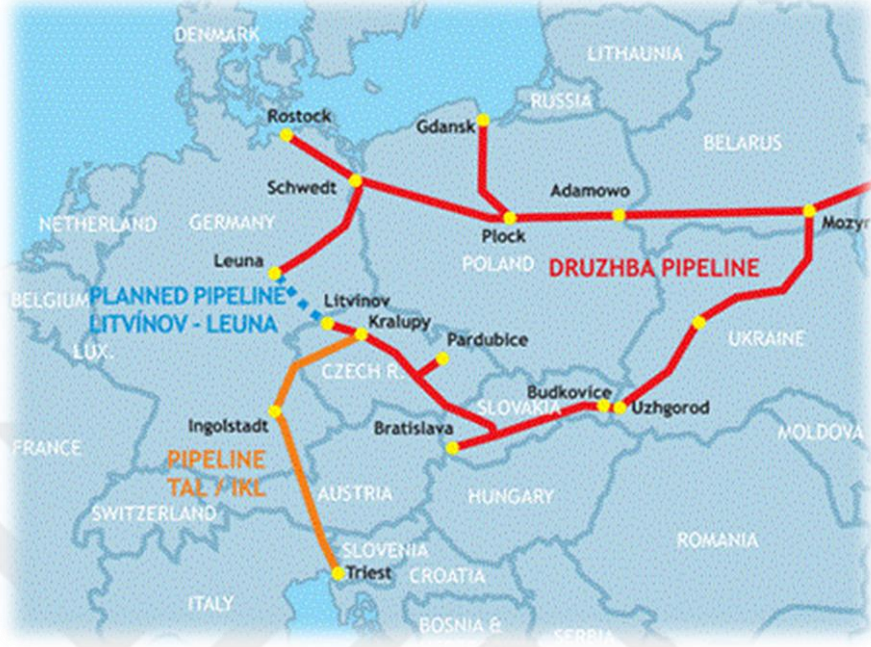 DENMARK
LITHAUNIA
RUSSIA
Rostock
Gdansk
BELARUS
Schwedt
Adamowo
NETHERLAND
GERMANY
Mozyr
Plock
Leuna
POLAND
DRUZHBA PIPELINE
BELGIUM
PLANNED PIPELINE
LITVÍNOV - LEUNA
Litvínov
Kralupy
Pardubice
UKRAINE
LUX.
CZECH R.
Budkovice
SLOVAKIA
Uzhgorod
Ingolstadt
Bratislava
MOLDOVA
FRANCE
PIPELINE
TAL / IKL
AUSTRIA
HUNGARY
SWITZERLAND
ROMANIA
SLOVENIA
Triest
CROATIA
ITALY
BOSNIA &
SERBIA